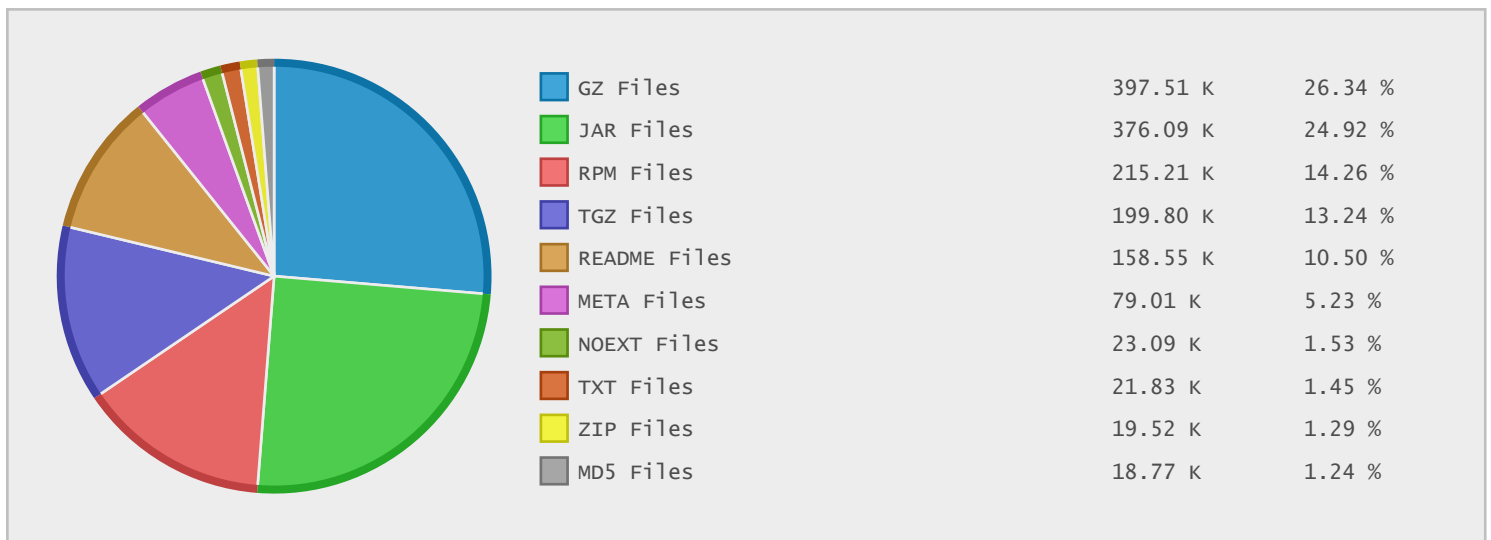 GZ Files 397.51 K 26.34 %
JAR Files 376.09 K 24.92 %
RPM Files 215.21 K 14.26 %
TGZ Files 199.80 K 13.24 %
README Files 158.55 K 10.50 %
META Files 79.01 K 5.23 %
NOEXT Files 23.09 K 1.53 %
TXT Files 21.83 K 1.45 %
ZIP Files 19.52 K 1.29 %
MD5 Files 18.77 K 1.24 %